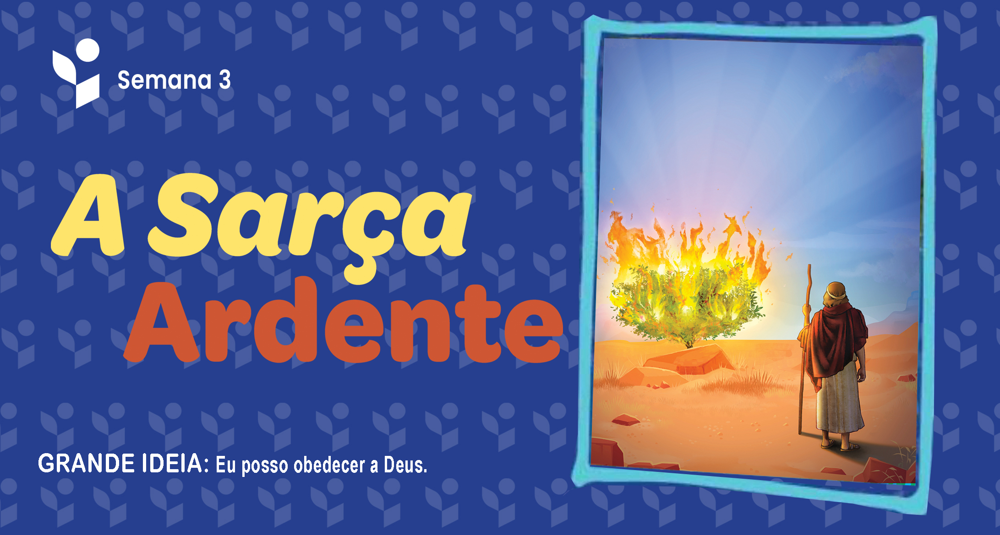 Semana 3
A Sarça
Ardente
GRANDE IDEIA: Eu posso obedecer a Deus.